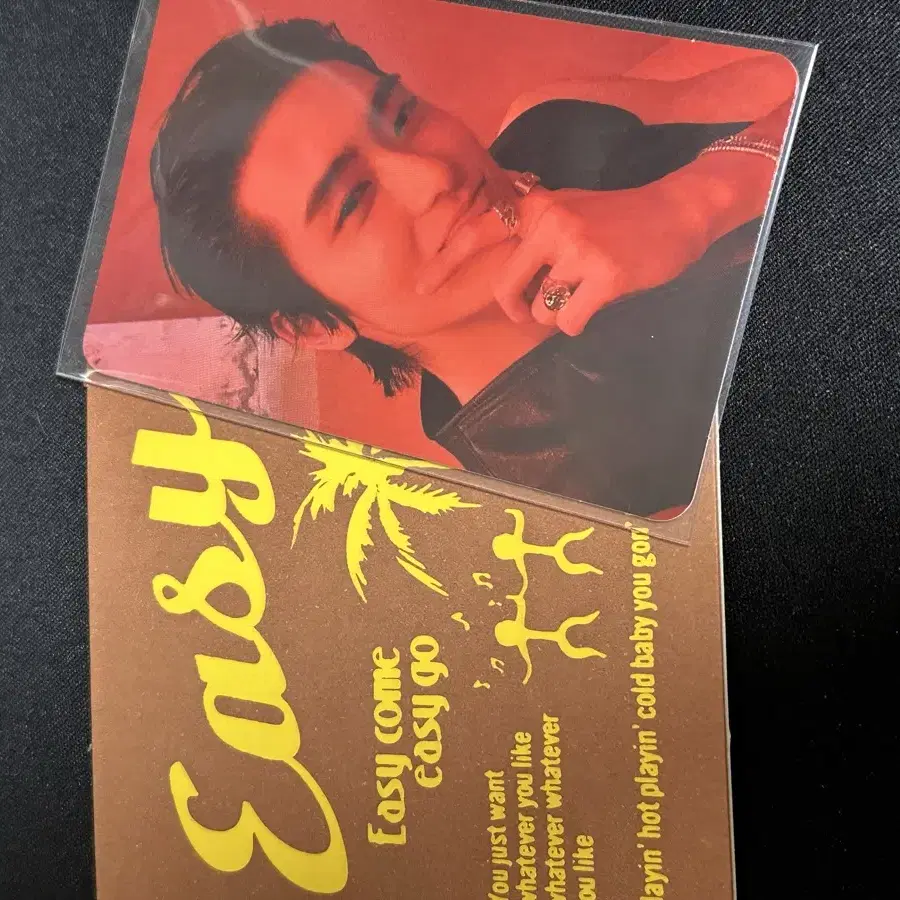 Easy
Easy come
easy go
You just want
whatever you like
whatever whatever
you like
playin' hot playin' cold baby you gon'